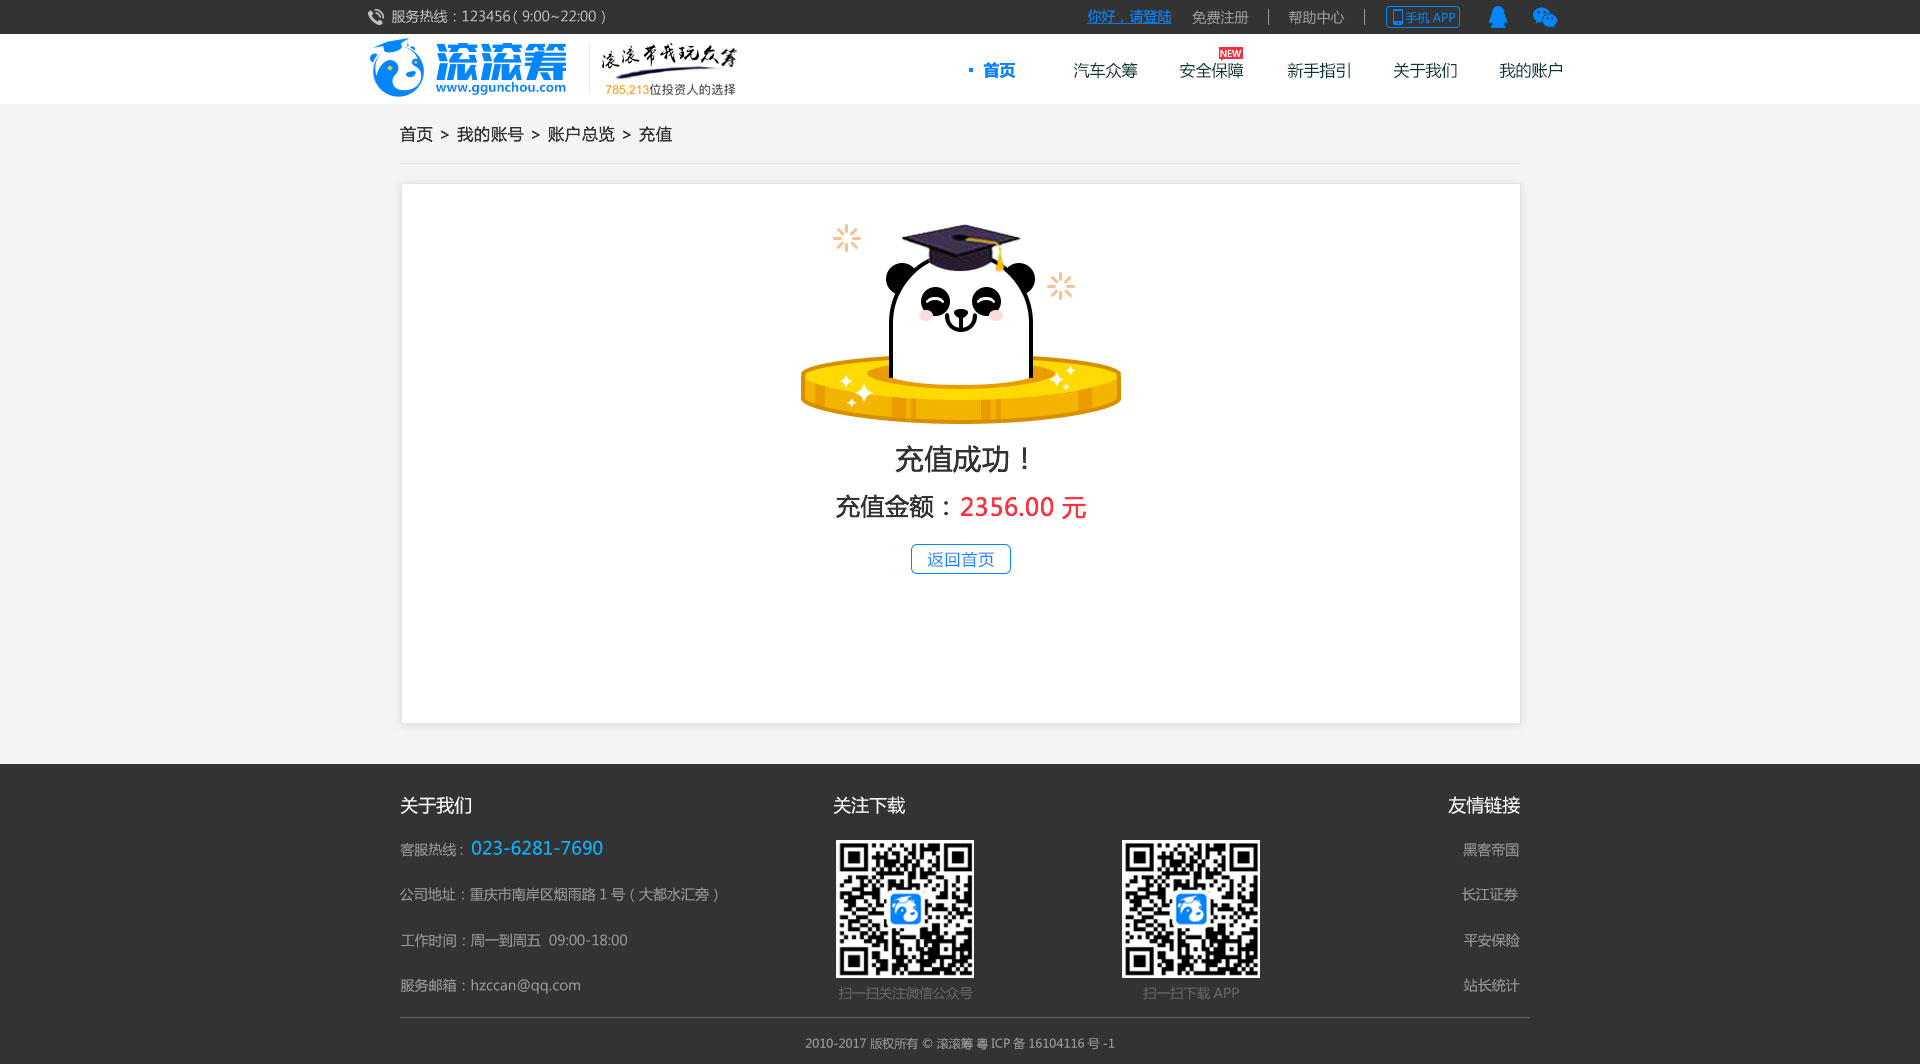 服务热线：123456（9:00~22:00）
你好，请登陆 免费注册 帮助中心 手机 APP
滚滚筹
www.ggunchou.com
滚滚带我玩众筹
785,213位投资人的选择
首页 汽车众筹 安全保障 NEW 新手指引 关于我们 我的账户
首页 > 我的账号 > 账户总览 > 充值
充值成功！
充值金额：2356.00 元
返回首页
关于我们
客服热线：023-6281-7690
公司地址：重庆市南岸区烟雨路 1 号（大都水汇旁）
工作时间：周一到周五 09:00-18:00
服务邮箱：hzccan@qq.com
关注下载
扫一扫关注微信公众号
扫一扫下载 APP
友情链接
黑客帝国
长江证券
平安保险
站长统计
2010-2017 版权所有 © 滚滚筹 粤 ICP 备 16104116 号 -1